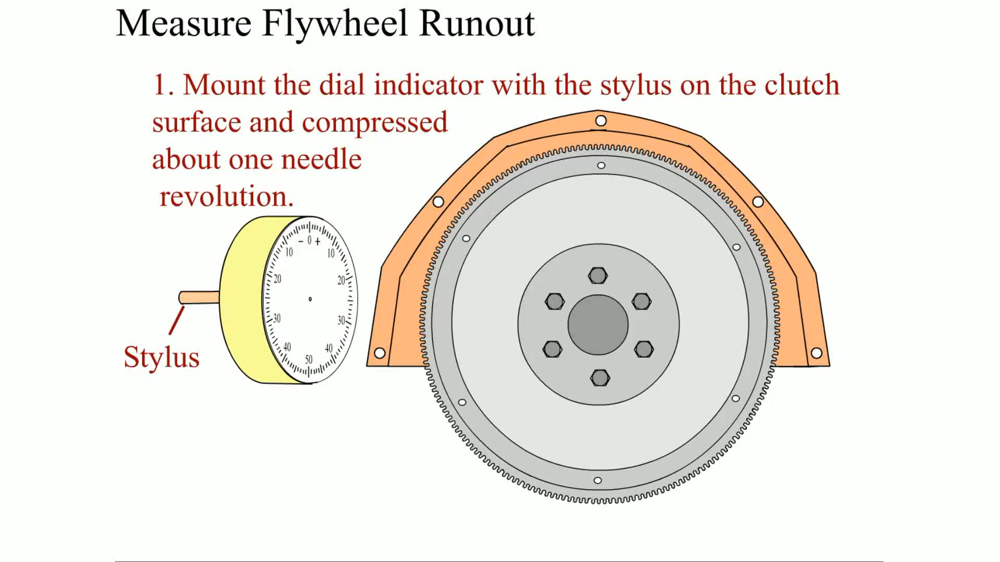 Measure Flywheel Runout
1. Mount the dial indicator with the stylus on the clutch
surface and compressed
about one needle
revolution.
- 0 +
10 10
20 20
30 30
40 40
50
Stylus